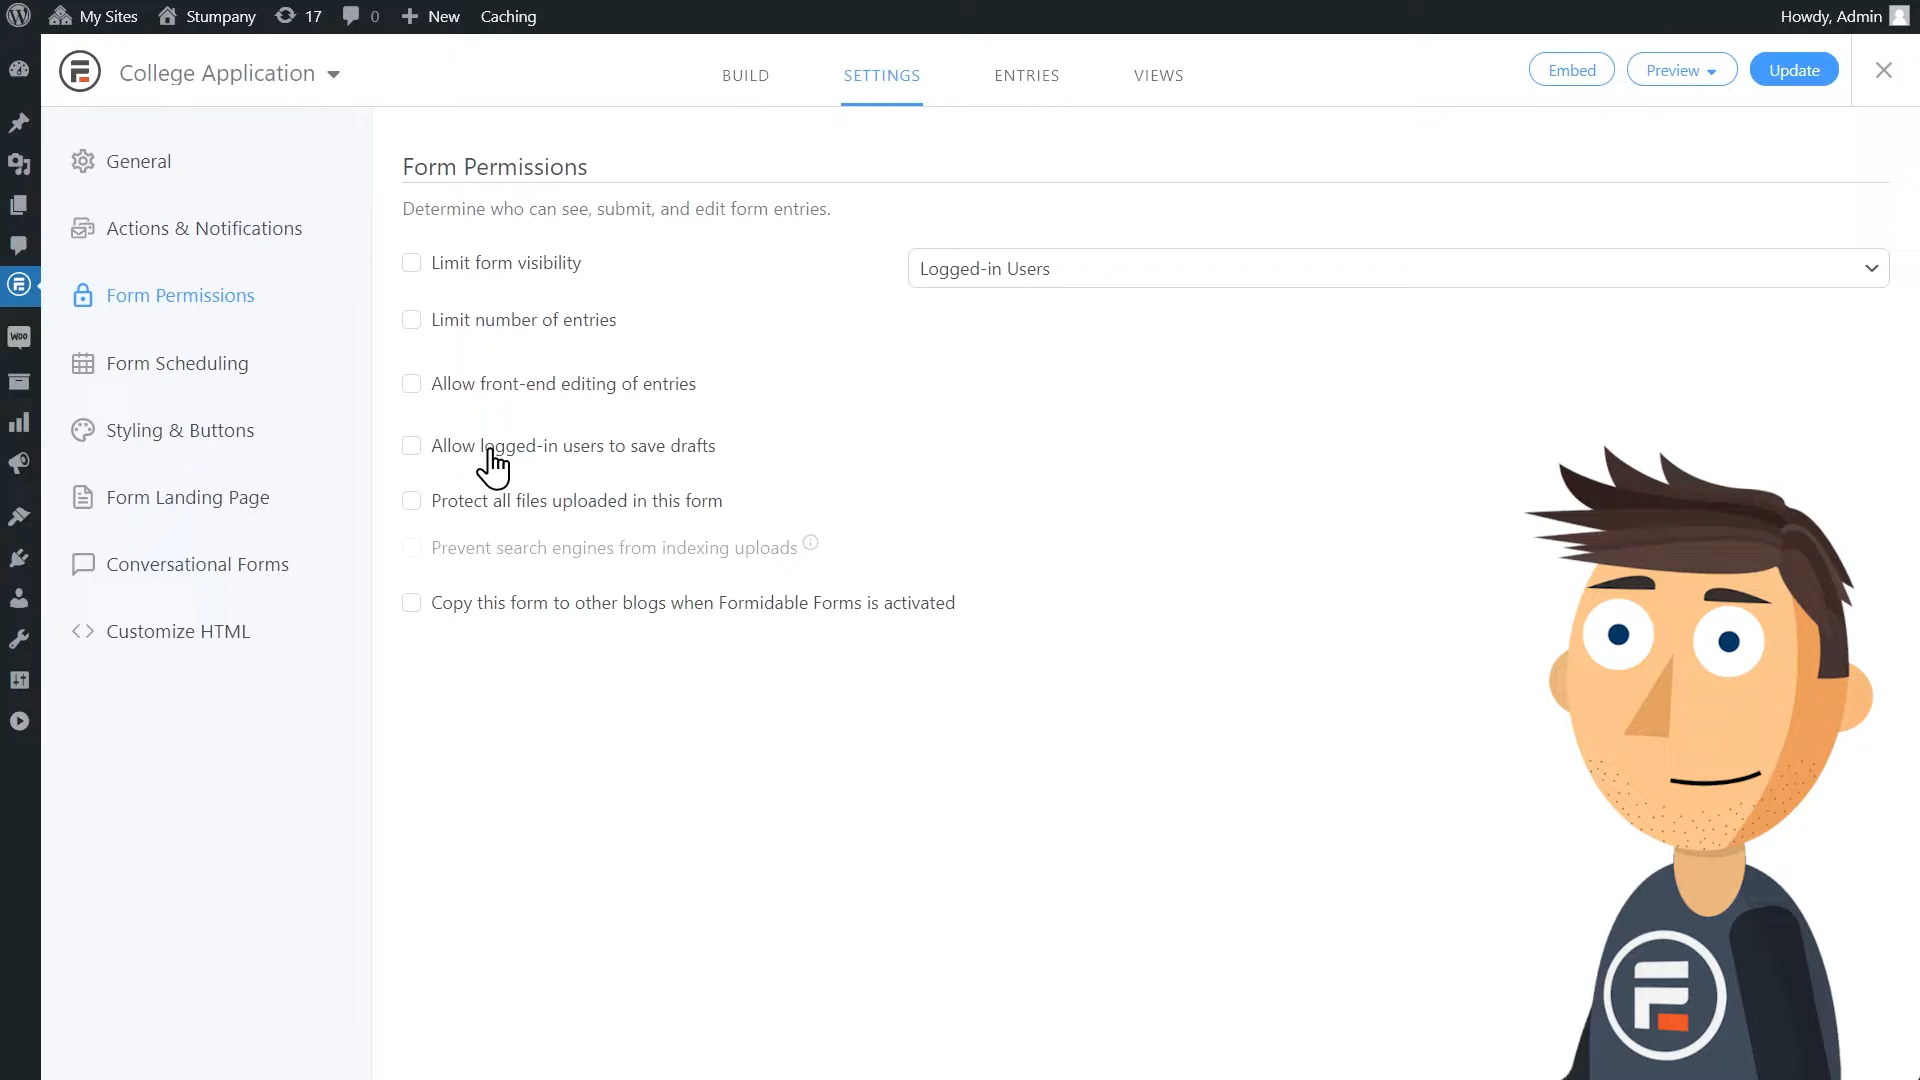 My Sites
Stumpany
17
0
New
Caching
Howdy, Admin
College Application
BUILD
SETTINGS
ENTRIES
VIEWS
Embed
Preview
Update
General
Actions & Notifications
Form Permissions
Form Scheduling
Styling & Buttons
Form Landing Page
Conversational Forms
Customize HTML
WOO
Form Permissions
Determine who can see, submit, and edit form entries.
Limit form visibility
Logged-in Users
Limit number of entries
Allow front-end editing of entries
Allow logged-in users to save drafts
Protect all files uploaded in this form
Prevent search engines from indexing uploads
Copy this form to other blogs when Formidable Forms is activated